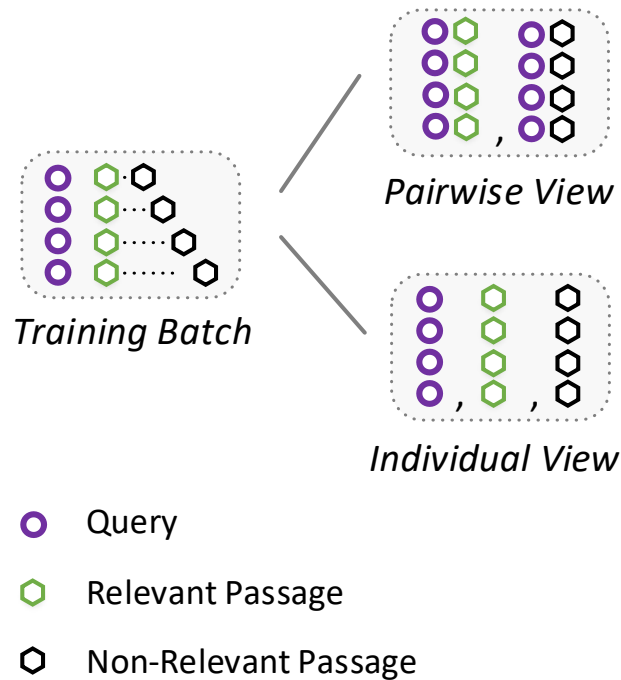 ,
Pairwise View
Training Batch
, ,
Individual View
Query
Relevant Passage
Non-Relevant Passage